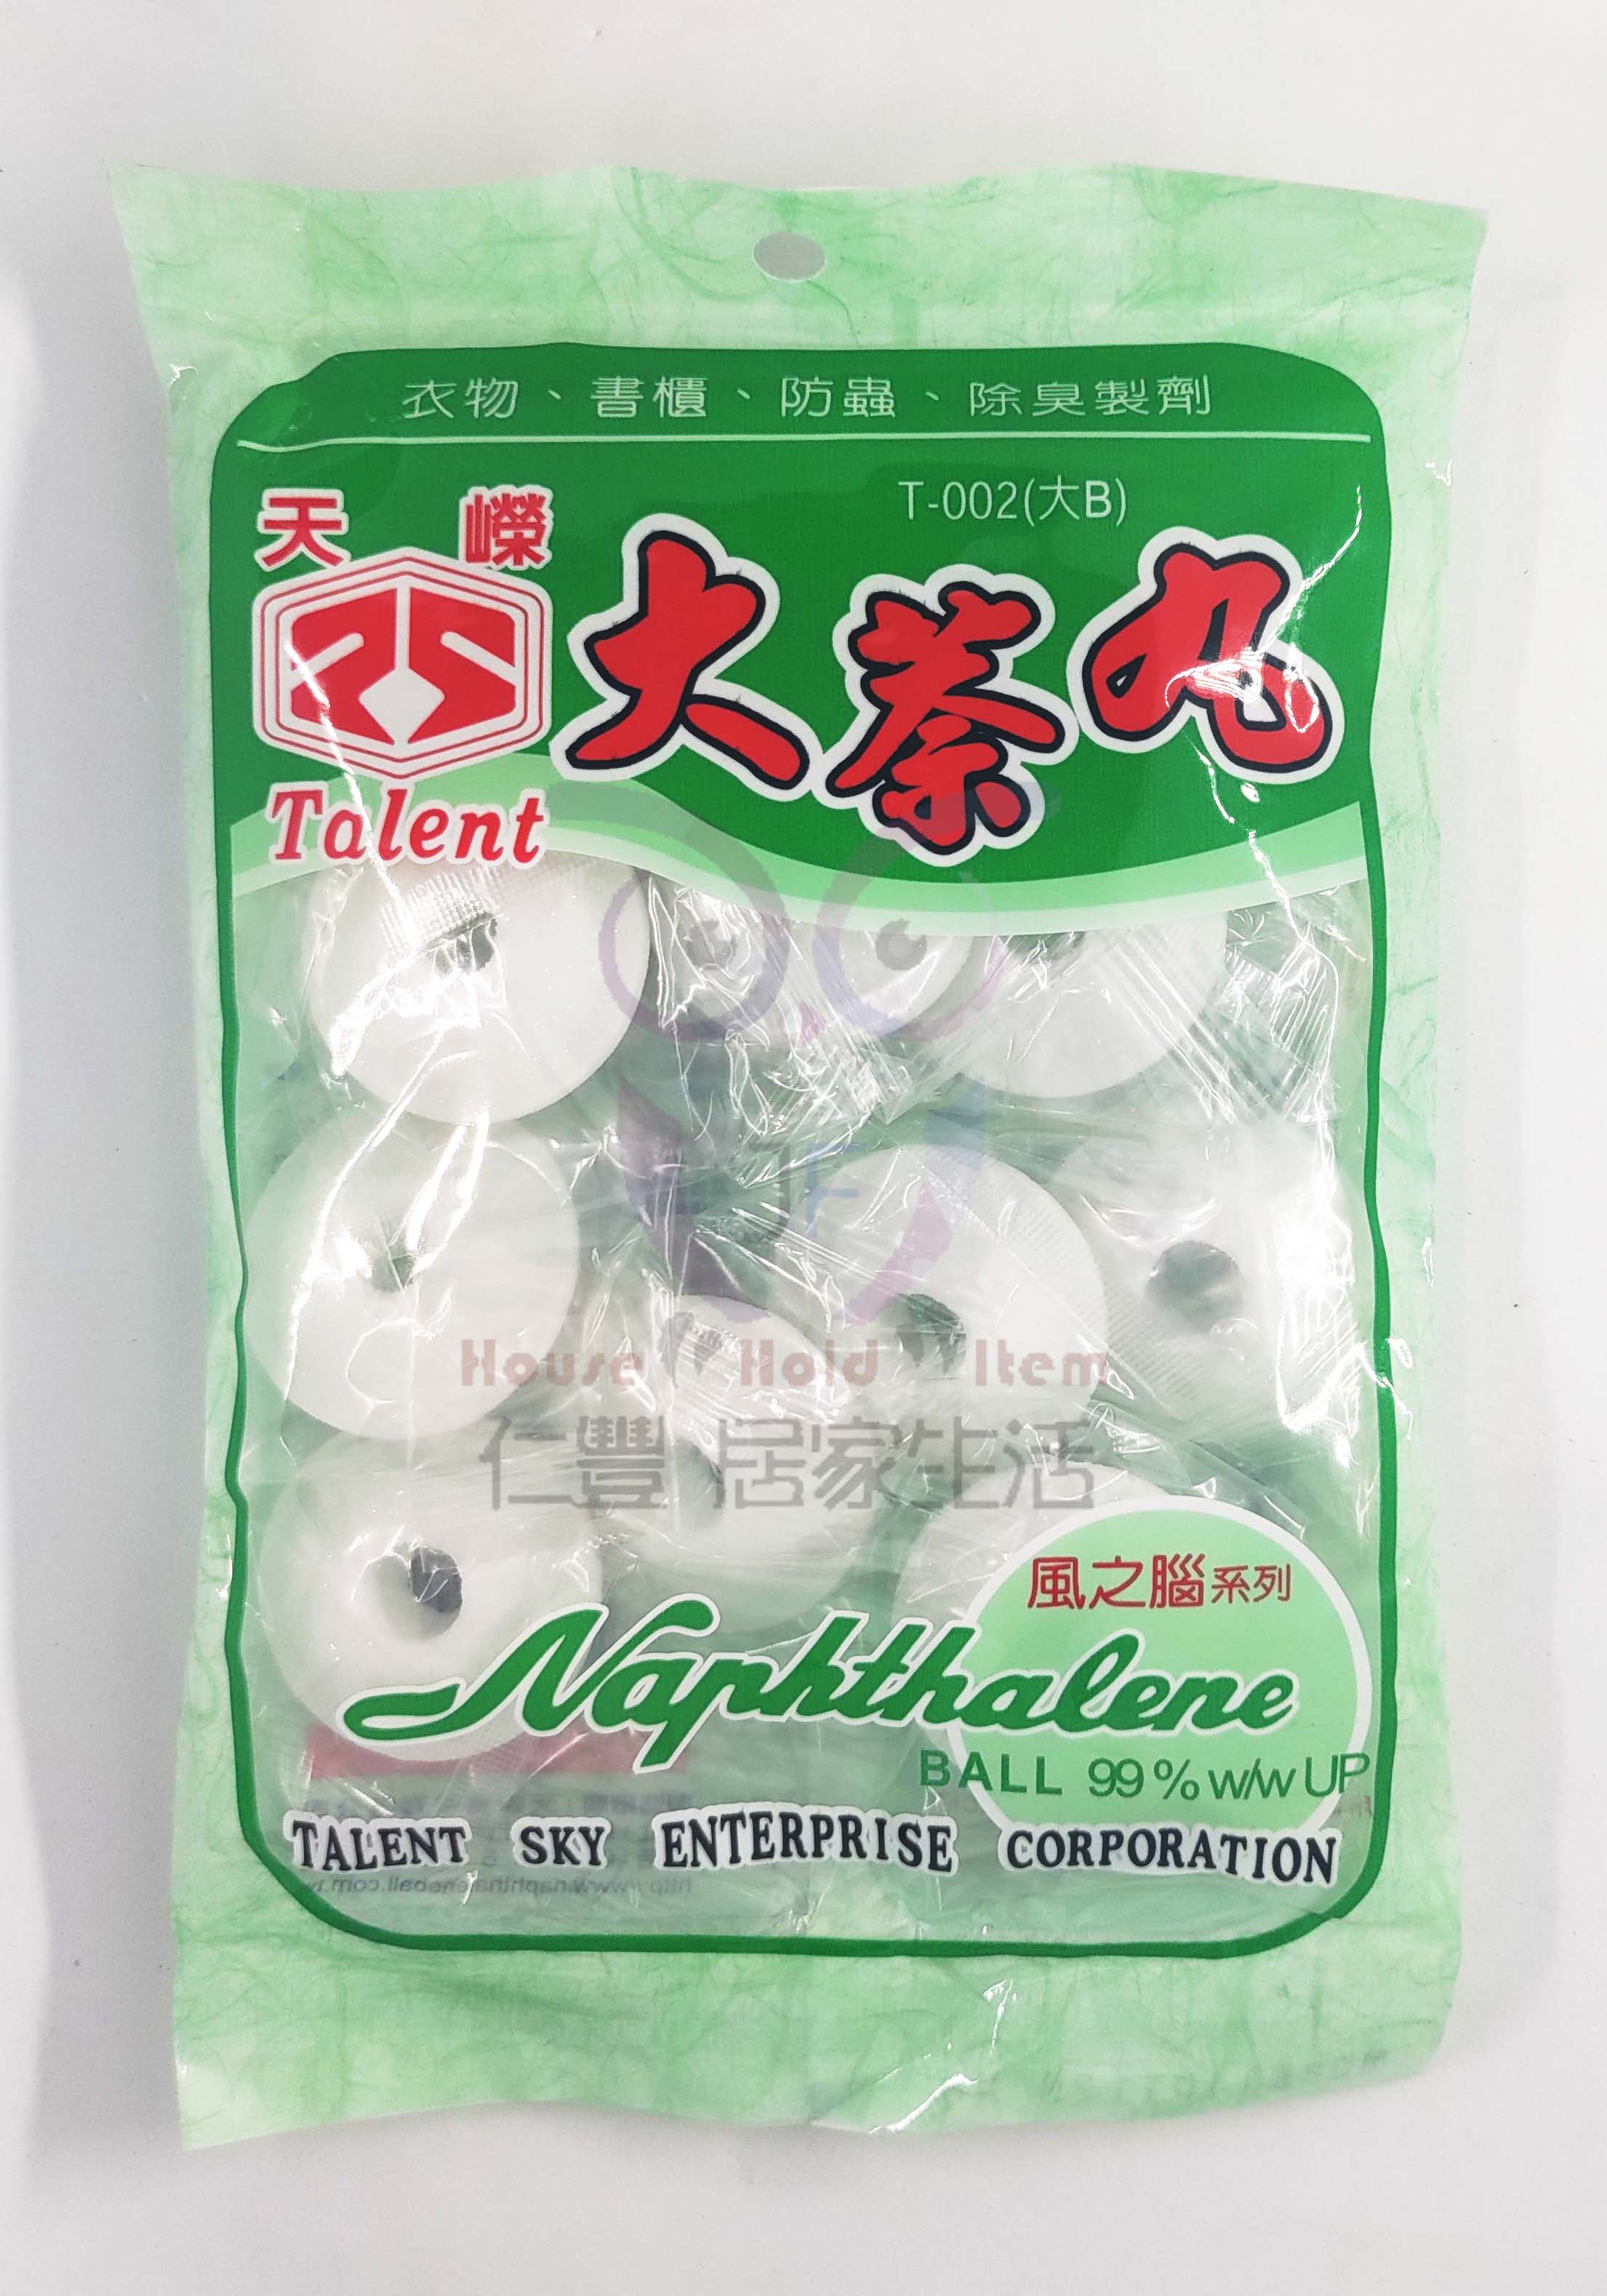 衣物、書櫃、防蟲、除臭製劑
T-002(大B)
天嶸
大萘丸
Talent
House Hold Item
仁豐 居家生活
風之腦系列
Naphthalene
BALL 99% w/w UP
TALENT SKY ENTERPRISE CORPORATION